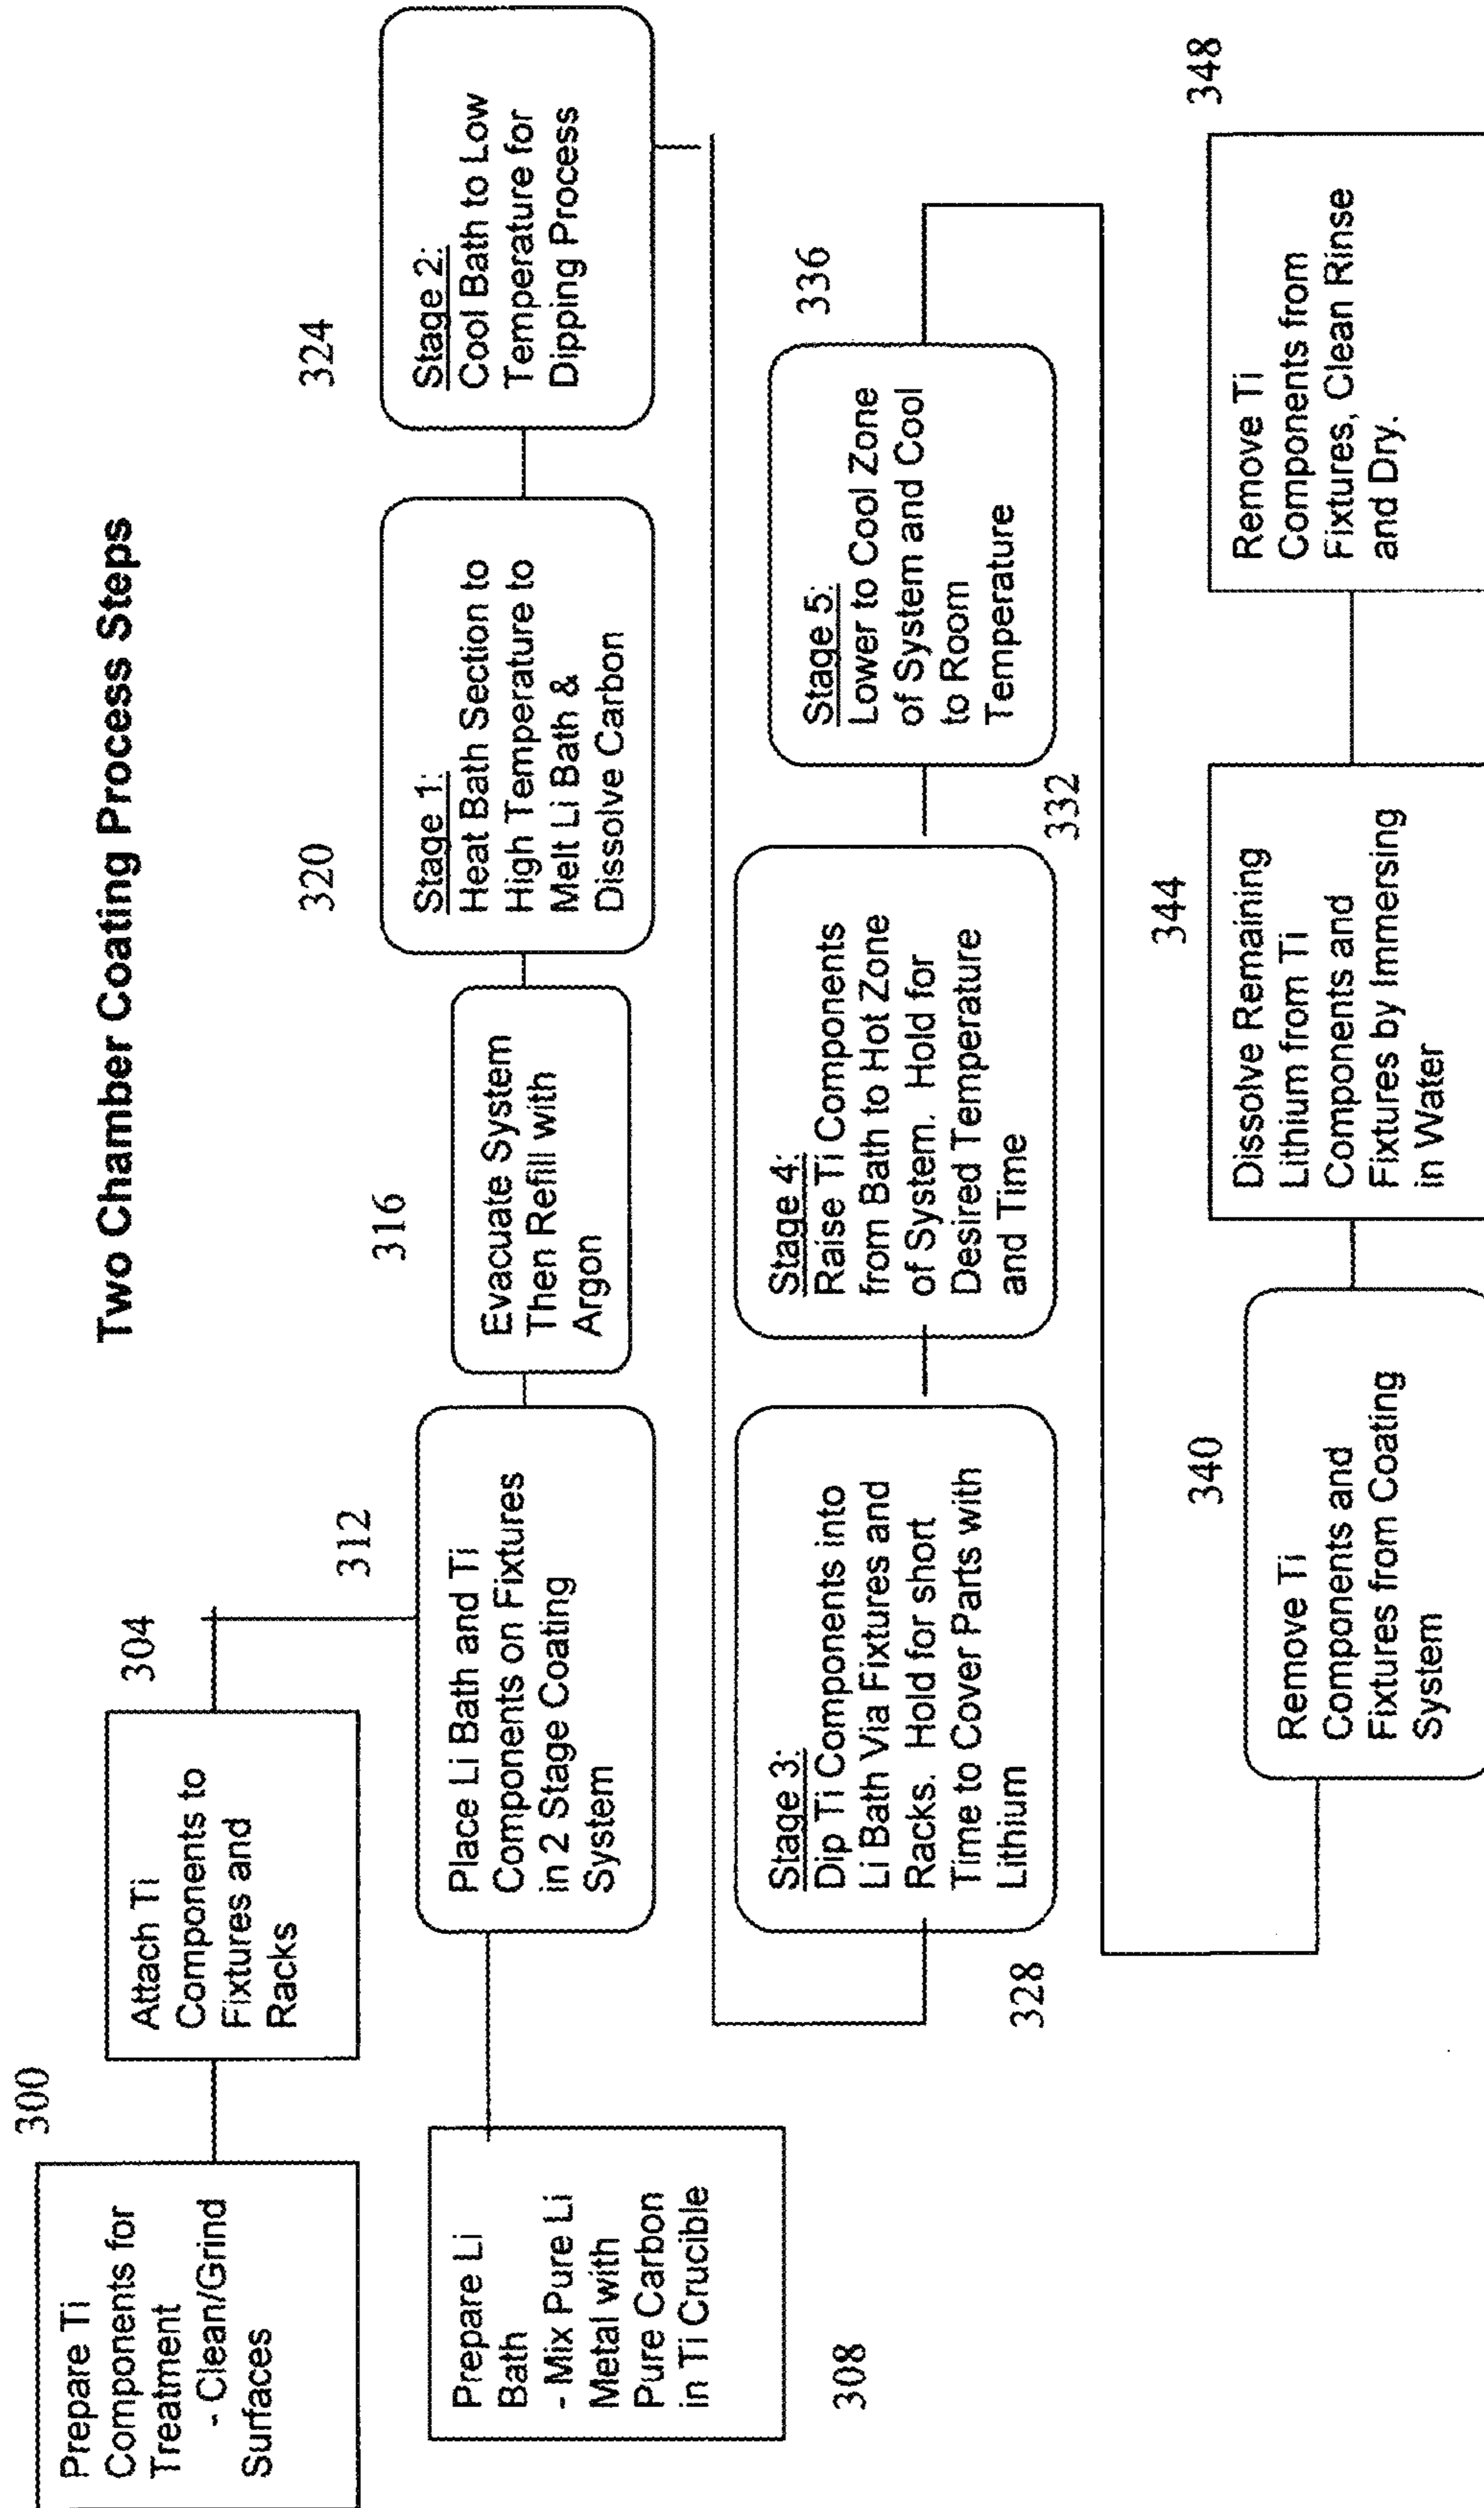 Two Chamber Coating Process Steps
300
Prepare Ti
Components for
Treatment
- Clean/Grind
Surfaces
304
Attach Ti
Components to
Fixtures and
Racks
308
Prepare Li
Bath
- Mix Pure Li
Metal with
Pure Carbon
in Ti Crucible
312
Place Li Bath and Ti
Components on Fixtures
in 2 Stage Coating
System
316
Evacuate System
Then Refill with
Argon
320
Stage 1:
Heat Bath Section to
High Temperature to
Melt Li Bath &
Dissolve Carbon
324
Stage 2:
Cool Bath to Low
Temperature for
Dipping Process
328
Stage 3:
Dip Ti Components into
Li Bath Via Fixtures and
Racks. Hold for short
Time to Cover Parts with
Lithium
332
Stage 4:
Raise Ti Components
from Bath to Hot Zone
of System. Hold for
Desired Temperature
and Time
336
Stage 5:
Lower to Cool Zone
of System and Cool
to Room
Temperature
340
Remove Ti
Components and
Fixtures from Coating
System
344
Dissolve Remaining
Lithium from Ti
Components and
Fixtures by Immersing
in Water
348
Remove Ti
Components from
Fixtures, Clean Rinse
and Dry.